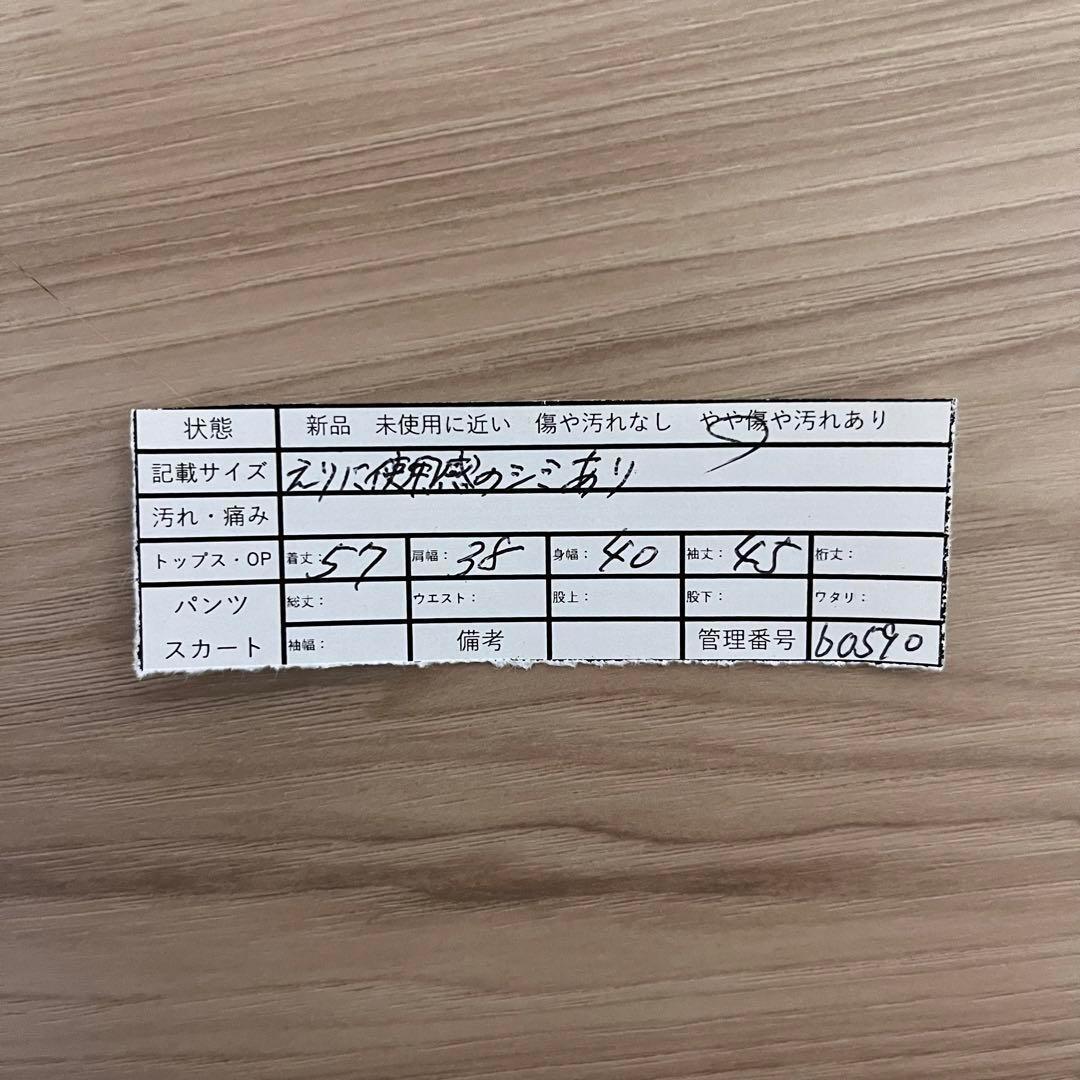 状態 新品 未使用に近い 傷や汚れなし やや傷や汚れあり
記載サイズ えりに使用感のシミあり
汚れ・痛み
トップス・OP 着丈：57 肩幅：38 身幅：40 袖丈：45 裄丈：
パンツ 総丈： ウエスト： 股上： 股下： ワタリ：
スカート 袖幅： 備考 管理番号 b0590